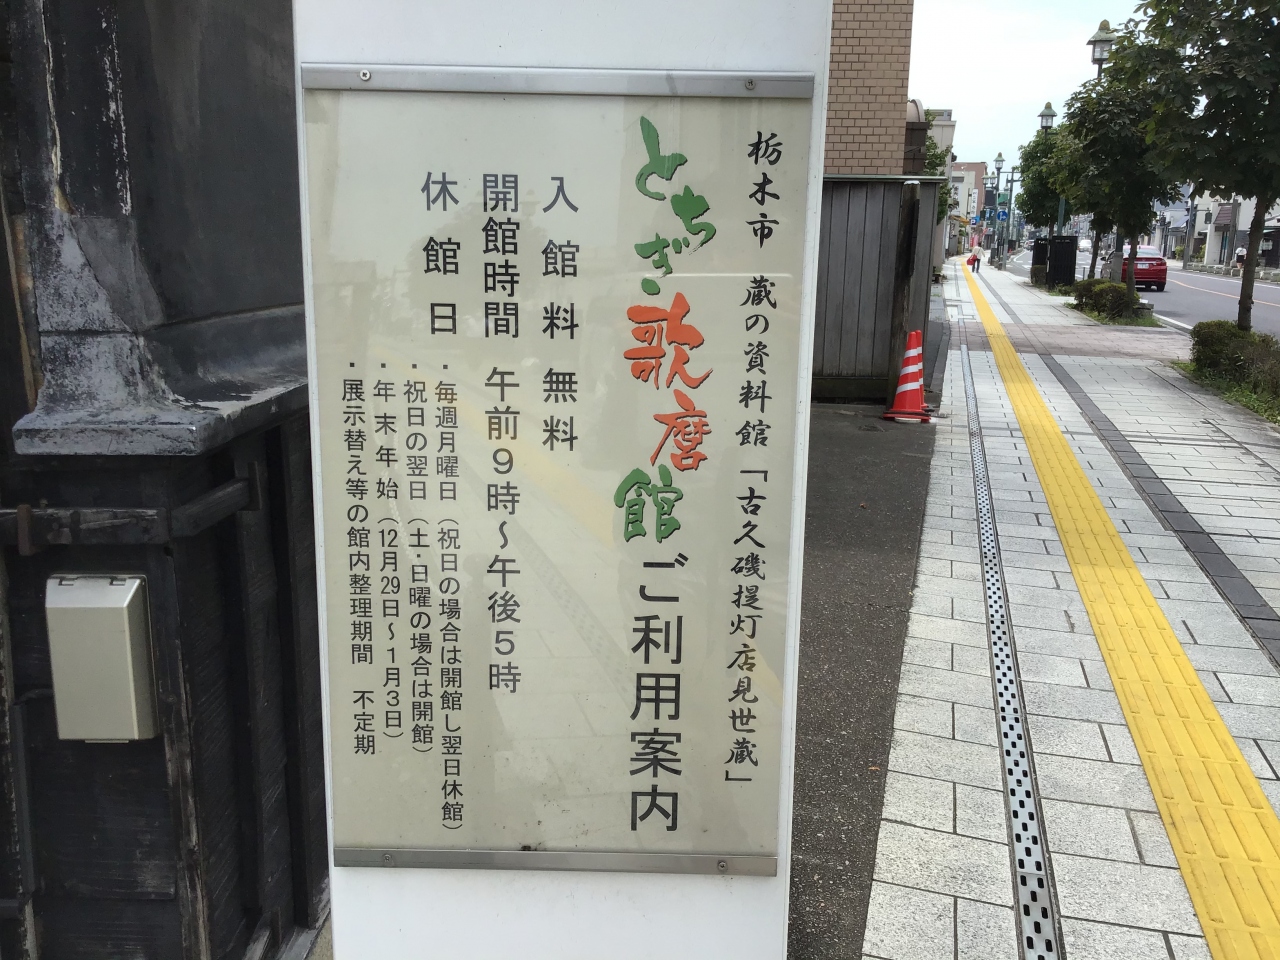 栃木市 蔵の資料館「古久磯提灯店見世蔵」
とちぎ歌麿館ご利用案内
入館料 無料
開館時間 午前9時~午後5時
休館日
・毎週月曜日(祝日の場合は開館し翌日休館)
・祝日の翌日(土・日曜の場合は開館)
・年末年始(12月29日~1月3日)
・展示替え等の館内整理期間 不定期